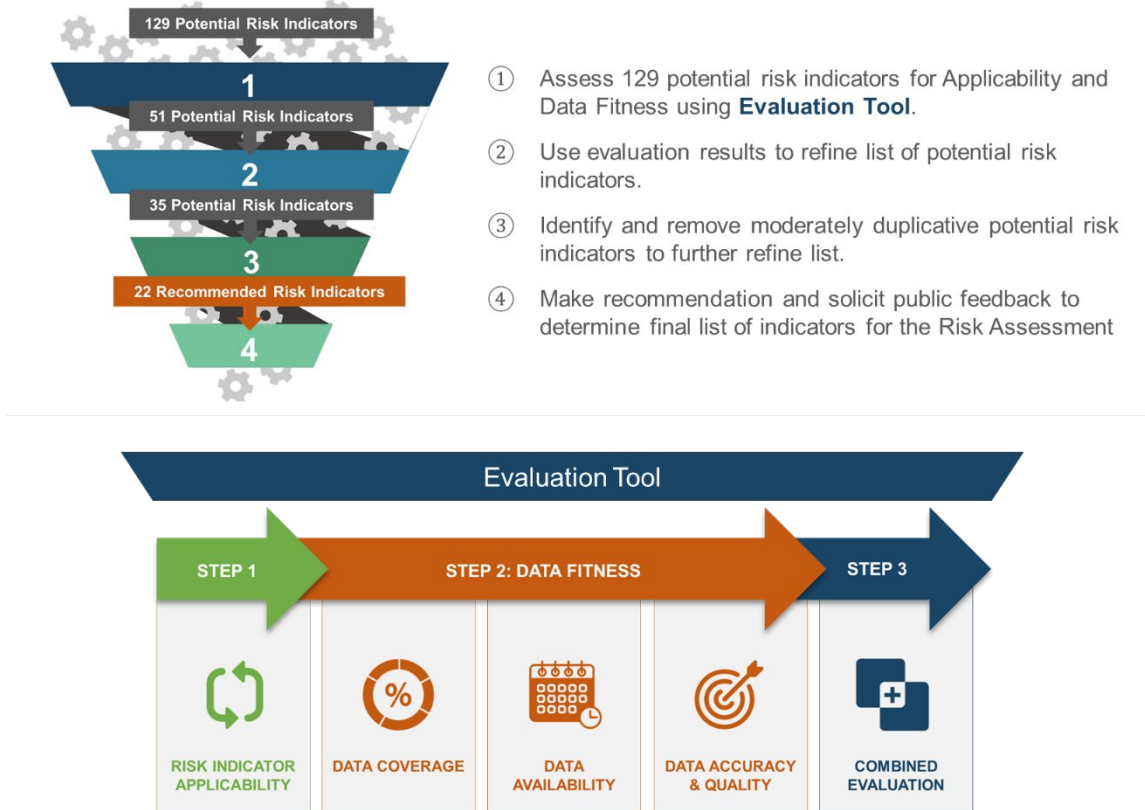 129 Potential Risk Indicators
1
51 Potential Risk Indicators
2
35 Potential Risk Indicators
3
22 Recommended Risk Indicators
4
① Assess 129 potential risk indicators for Applicability and
Data Fitness using Evaluation Tool.
② Use evaluation results to refine list of potential risk
indicators.
③ Identify and remove moderately duplicative potential risk
indicators to further refine list.
④ Make recommendation and solicit public feedback to
determine final list of indicators for the Risk Assessment
Evaluation Tool
STEP 1
STEP 2: DATA FITNESS
STEP 3
%
RISK INDICATOR
APPLICABILITY
DATA COVERAGE
DATA
AVAILABILITY
DATA ACCURACY
& QUALITY
COMBINED
EVALUATION